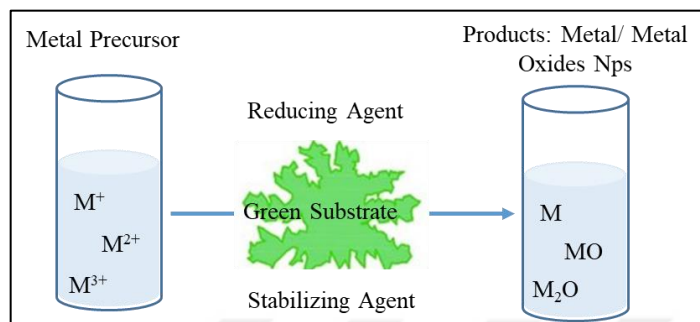 Metal Precursor
M⁺
M²⁺
M³⁺
Reducing Agent
Green Substrate
Stabilizing Agent
Products: Metal/ Metal
Oxides Nps
M
MO
M₂O